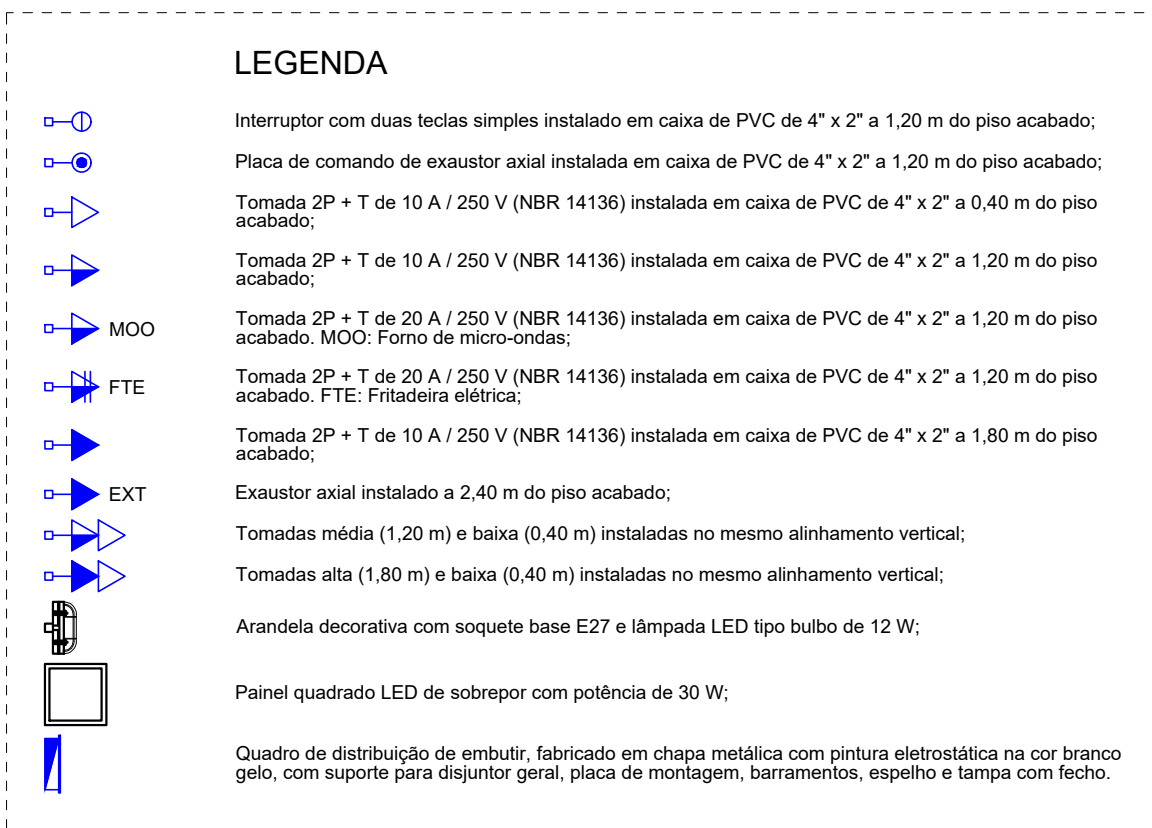 LEGENDA
Interruptor com duas teclas simples instalado em caixa de PVC de 4" x 2" a 1,20 m do piso acabado;
Placa de comando de exaustor axial instalada em caixa de PVC de 4" x 2" a 1,20 m do piso acabado;
Tomada 2P + T de 10 A / 250 V (NBR 14136) instalada em caixa de PVC de 4" x 2" a 0,40 m do piso
acabado;
Tomada 2P + T de 10 A / 250 V (NBR 14136) instalada em caixa de PVC de 4" x 2" a 1,20 m do piso
acabado;
MOO
Tomada 2P + T de 20 A / 250 V (NBR 14136) instalada em caixa de PVC de 4" x 2" a 1,20 m do piso
acabado. MOO: Forno de micro-ondas;
FTE
Tomada 2P + T de 20 A / 250 V (NBR 14136) instalada em caixa de PVC de 4" x 2" a 1,20 m do piso
acabado. FTE: Fritadeira elétrica;
Tomada 2P + T de 10 A / 250 V (NBR 14136) instalada em caixa de PVC de 4" x 2" a 1,80 m do piso
acabado;
EXT
Exaustor axial instalado a 2,40 m do piso acabado;
Tomadas média (1,20 m) e baixa (0,40 m) instaladas no mesmo alinhamento vertical;
Tomadas alta (1,80 m) e baixa (0,40 m) instaladas no mesmo alinhamento vertical;
Arandela decorativa com soquete base E27 e lâmpada LED tipo bulbo de 12 W;
Painel quadrado LED de sobrepor com potência de 30 W;
Quadro de distribuição de embutir, fabricado em chapa metálica com pintura eletrostática na cor branco
gelo, com suporte para disjuntor geral, placa de montagem, barramentos, espelho e tampa com fecho.